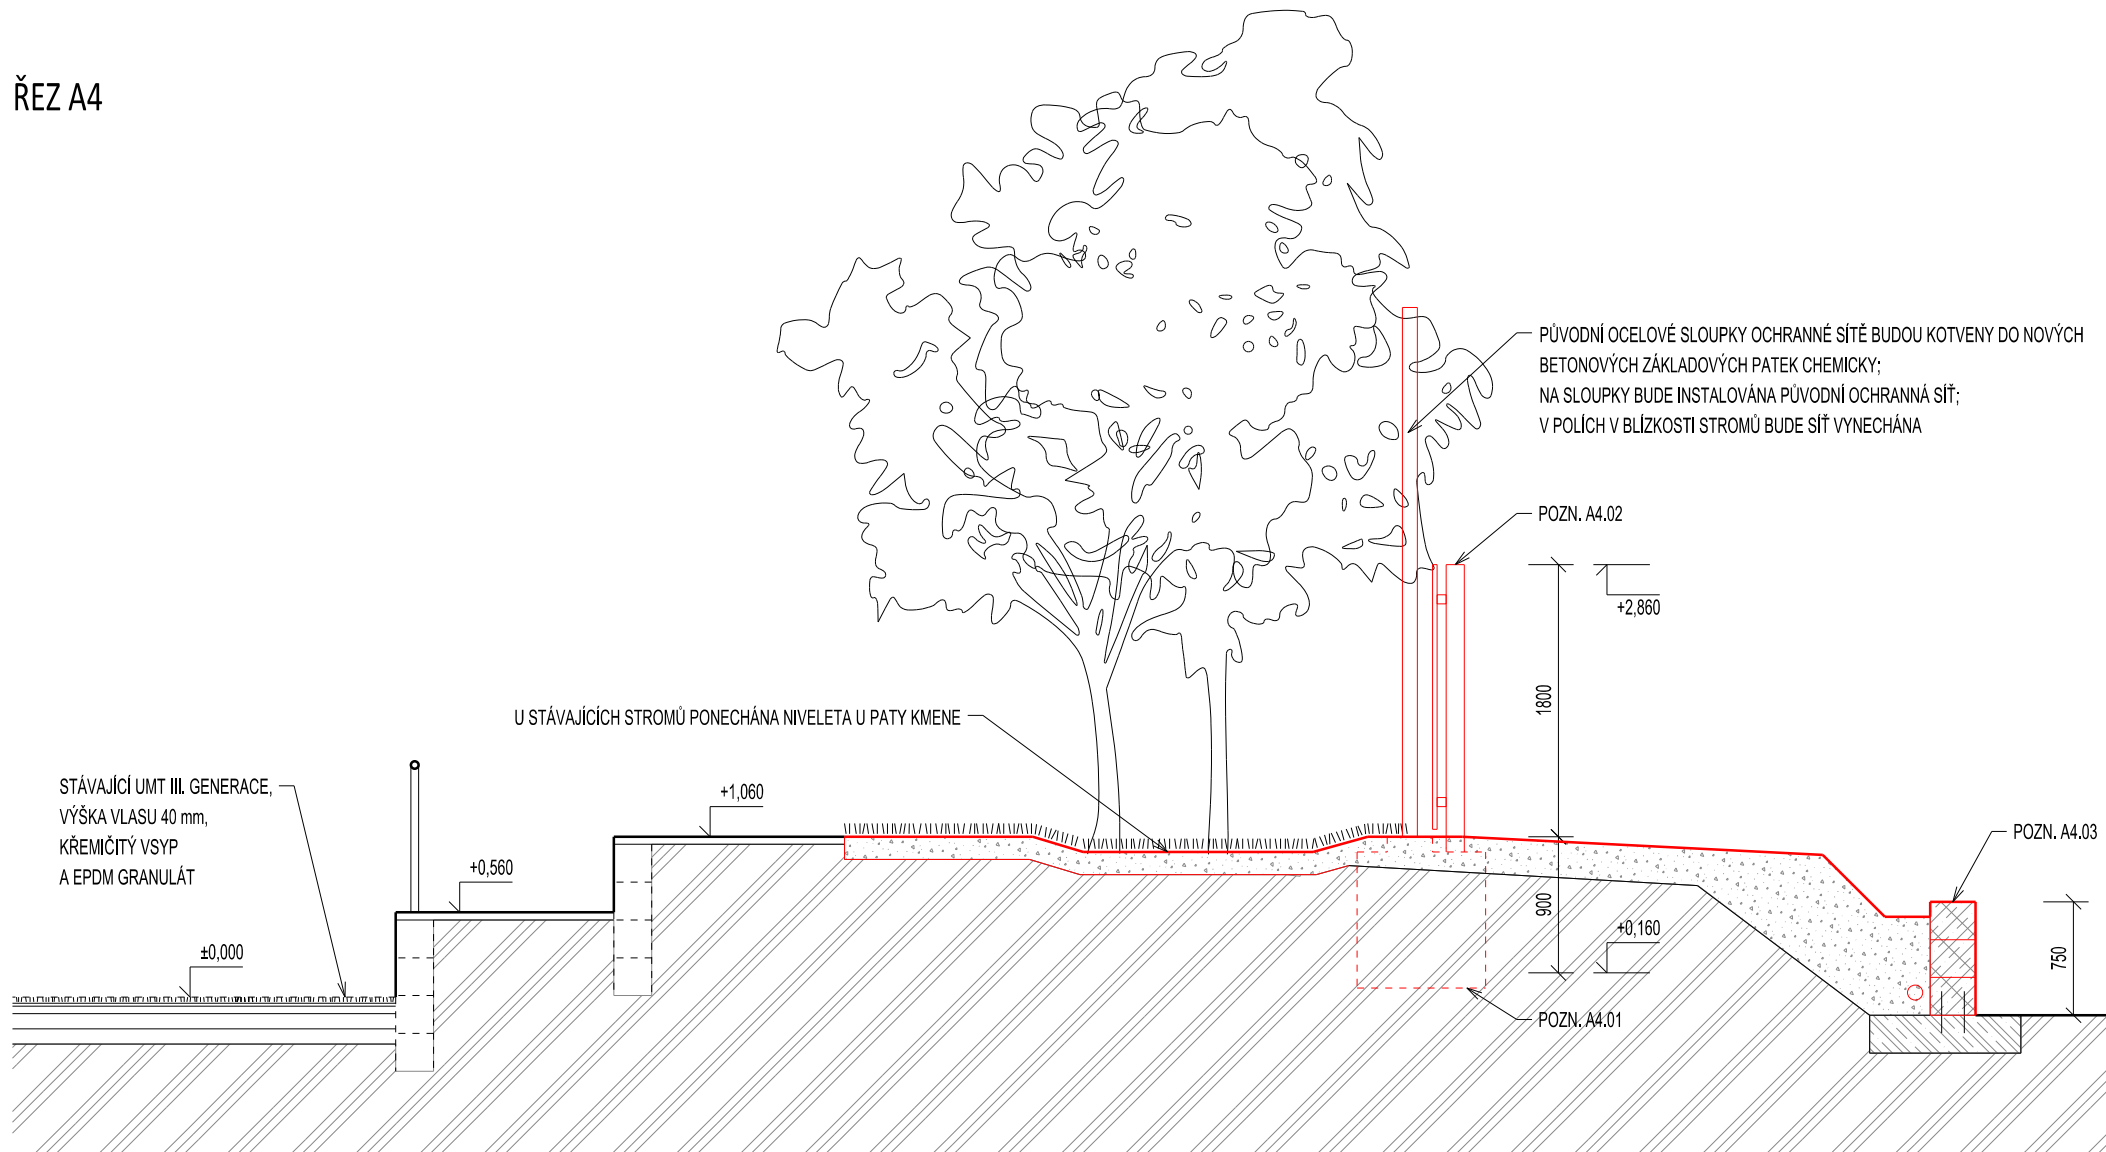 ŘEZ A4
PŮVODNÍ OCELOVÉ SLOUPKY OCHRANNÉ SÍTĚ BUDOU KOTVENY DO NOVÝCH
BETONOVÝCH ZÁKLADOVÝCH PATEK CHEMICKY;
NA SLOUPKY BUDE INSTALOVÁNA PŮVODNÍ OCHRANNÁ SÍŤ;
V POLÍCH V BLÍZKOSTI STROMŮ BUDE SÍŤ VYNECHÁNA
POZN. A4.02
+2,860
1800
U STÁVAJÍCÍCH STROMŮ PONECHÁNA NIVELETA U PATY KMENE
STÁVAJÍCÍ UMT III. GENERACE,
VÝŠKA VLASU 40 mm,
KŘEMIČITÝ VSYP
A EPDM GRANULÁT
+1,060
+0,560
±0,000
POZN. A4.03
900
+0,160
750
POZN. A4.01